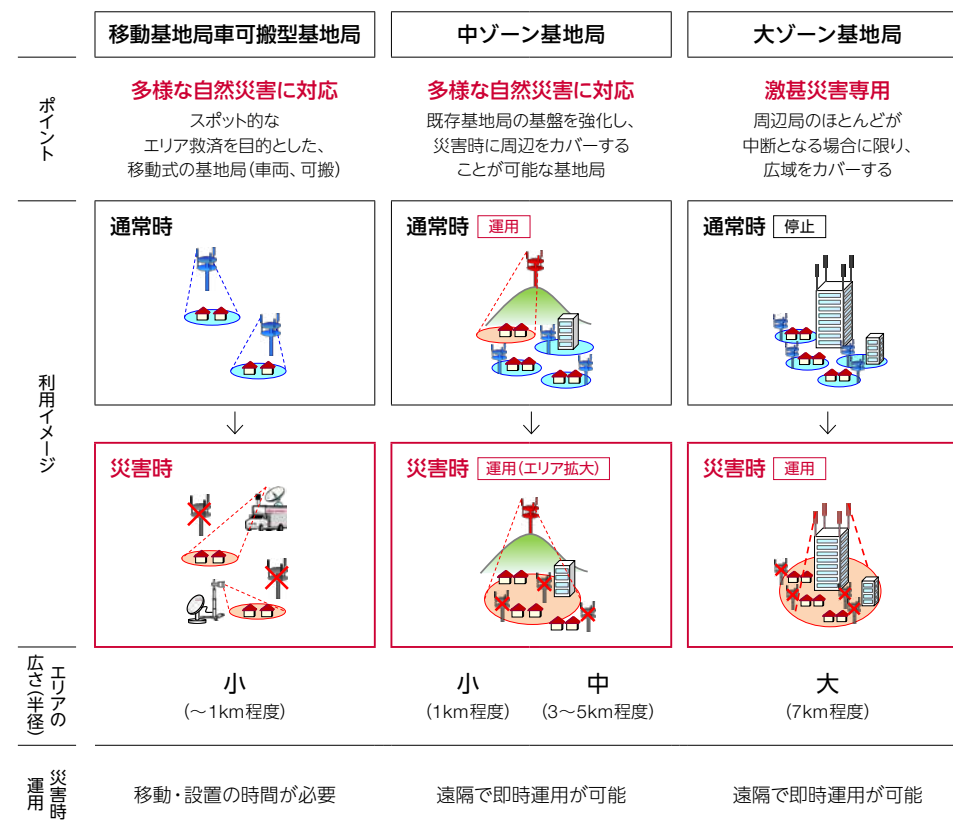 移動基地局車可搬型基地局
中ゾーン基地局
大ゾーン基地局
ポイント
多様な自然災害に対応
スポット的な
エリア救済を目的とした、
移動式の基地局(車両、可搬)
多様な自然災害に対応
既存基地局の基盤を強化し、
災害時に周辺をカバーする
ことが可能な基地局
激甚災害専用
周辺局のほとんどが
中断となる場合に限り、
広域をカバーする
利用イメージ
通常時
通常時 運用
通常時 停止
災害時
災害時 運用(エリア拡大)
災害時 運用
エリアの
広さ(半径)
小
(〜1km程度)
小
(1km程度)
中
(3〜5km程度)
大
(7km程度)
災害時
運用
移動・設置の時間が必要
遠隔で即時運用が可能
遠隔で即時運用が可能